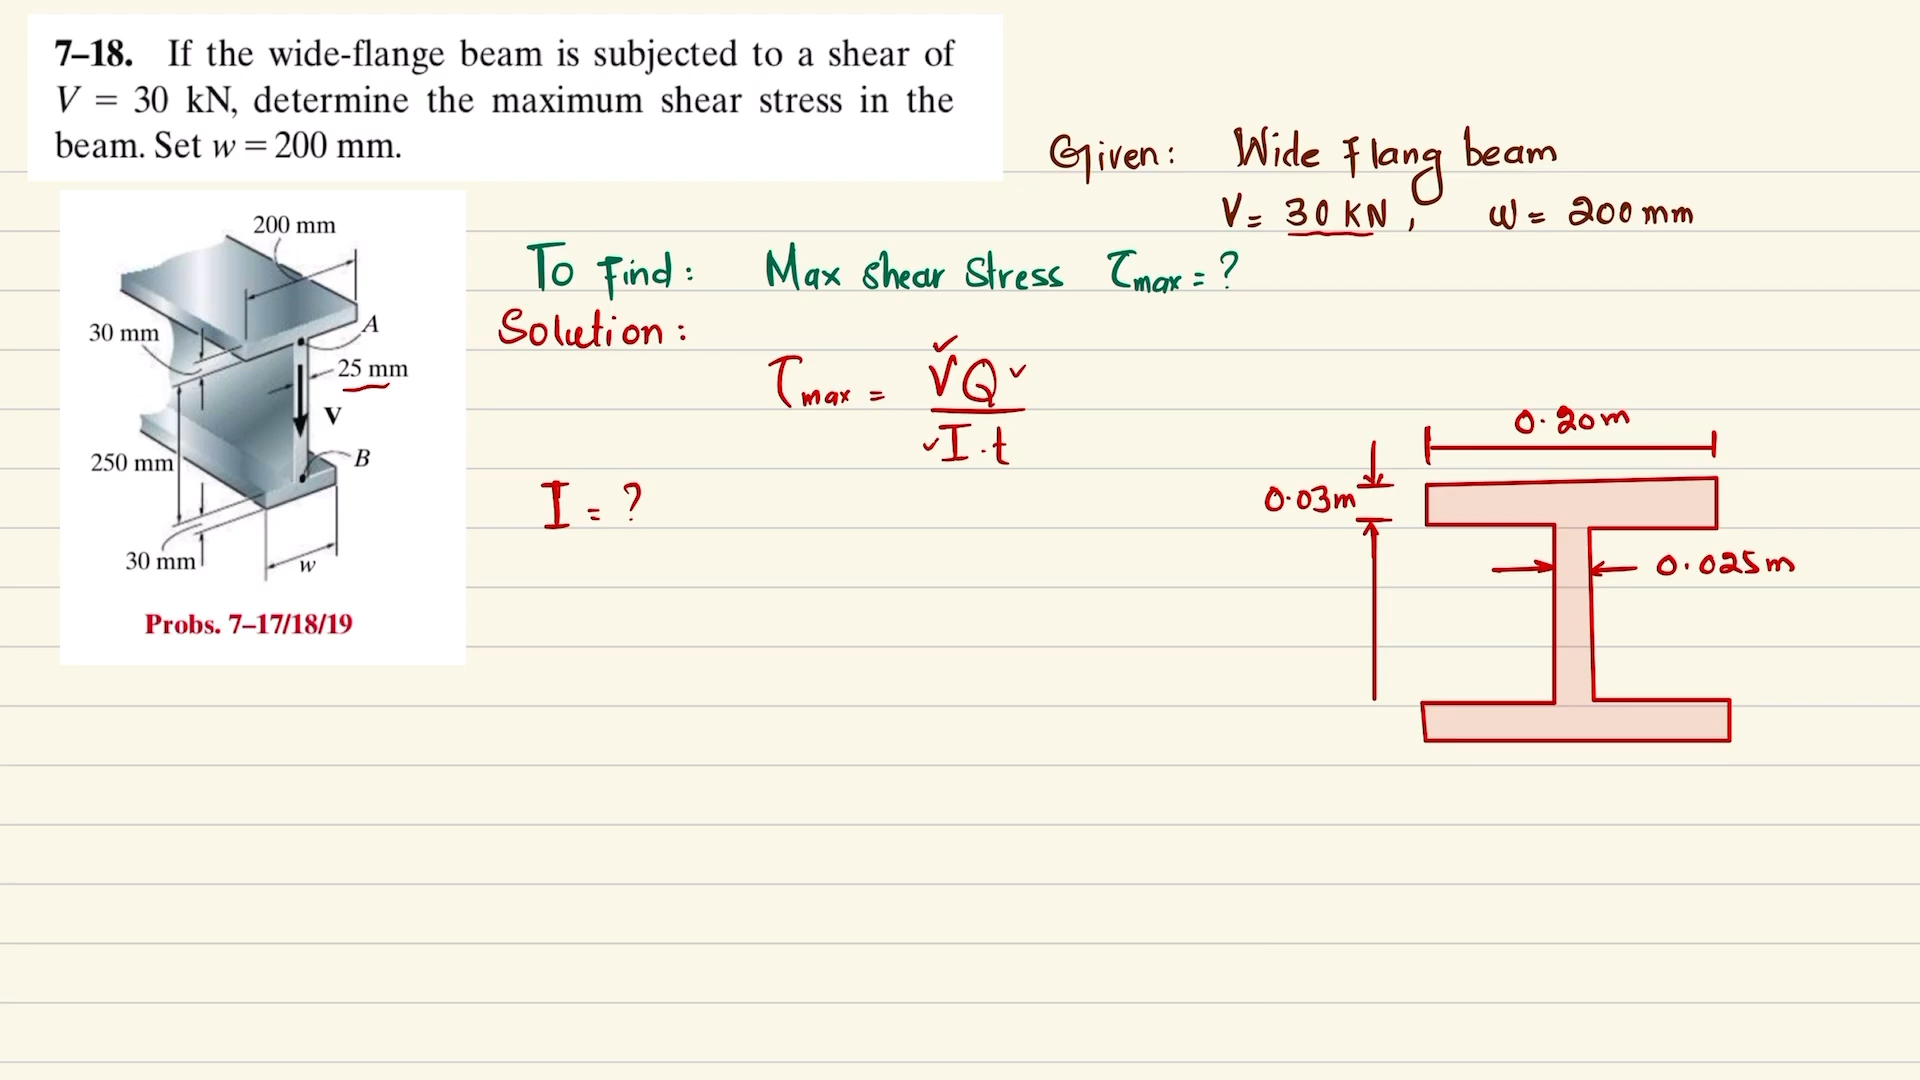 7–18. If the wide-flange beam is subjected to a shear of
V = 30 kN, determine the maximum shear stress in the
beam. Set w = 200 mm.
Given: Wide Flang beam
V = 30 KN, w = 200 mm
To Find: Max shear Stress τmax = ?
Solution:
τmax = VQ / I.t
I = ?
200 mm
30 mm
A
25 mm
V
B
250 mm
30 mm
w
Probs. 7–17/18/19
0.20m
0.03m
0.025m